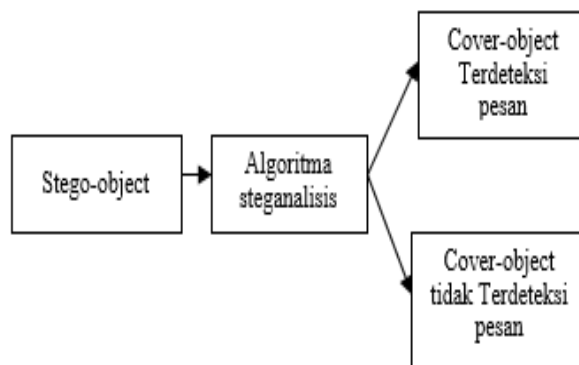 Stego-object
Algoritma
steganalisis
Cover-object
Terdeteksi
pesan
Cover-object
tidak Terdeteksi
pesan